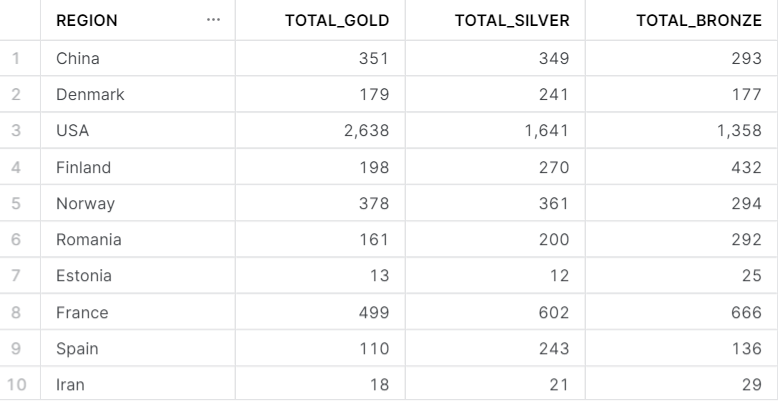 REGION ... TOTAL_GOLD TOTAL_SILVER TOTAL_BRONZE
1 China 351 349 293
2 Denmark 179 241 177
3 USA 2,638 1,641 1,358
4 Finland 198 270 432
5 Norway 378 361 294
6 Romania 161 200 292
7 Estonia 13 12 25
8 France 499 602 666
9 Spain 110 243 136
10 Iran 18 21 29